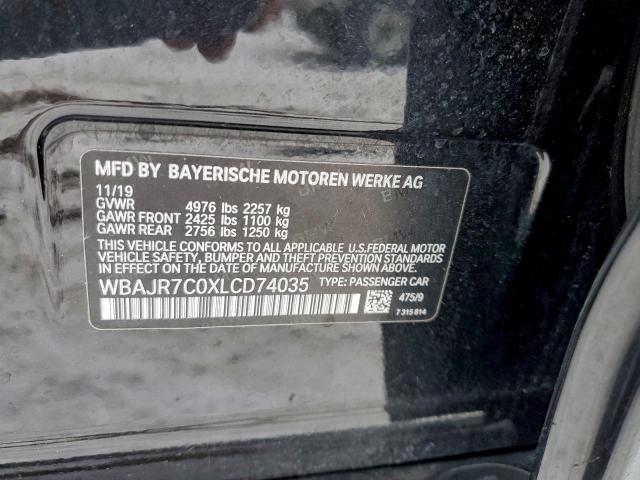 MFD BY BAYERISCHE MOTOREN WERKE AG
11/19
GVWR 4976 lbs 2257 kg
GAWR FRONT 2425 lbs 1100 kg
GAWR REAR 2756 lbs 1250 kg
THIS VEHICLE CONFORMS TO ALL APPLICABLE U.S.FEDERAL MOTOR
VEHICLE SAFETY, BUMPER AND THEFT PREVENTION STANDARDS
IN EFFECT ON THE DATE OF MANUFACTURE SHOWN ABOVE.
WBAJR7C0XLCD74035 TYPE: PASSENGER CAR
475/9
7 315 814